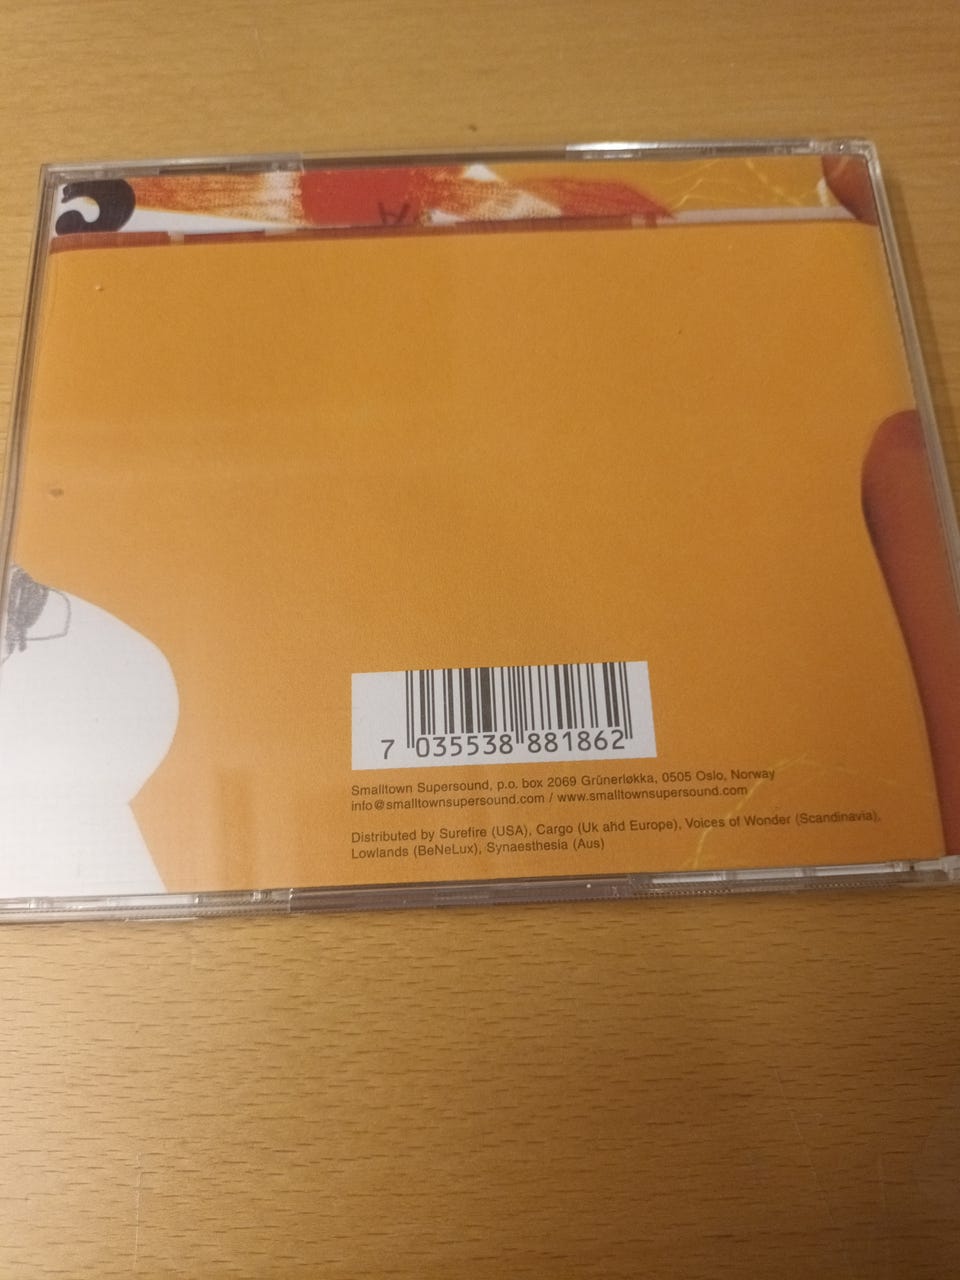 7 035538 881862
Smalltown Supersound, p.o. box 2069 Grünerløkka, 0505 Oslo, Norway
info@smalltownsupersound.com / www.smalltownsupersound.com
Distributed by Surefire (USA), Cargo (Uk and Europe), Voices of Wonder (Scandinavia),
Lowlands (BeNeLux), Synaesthesia (Aus)